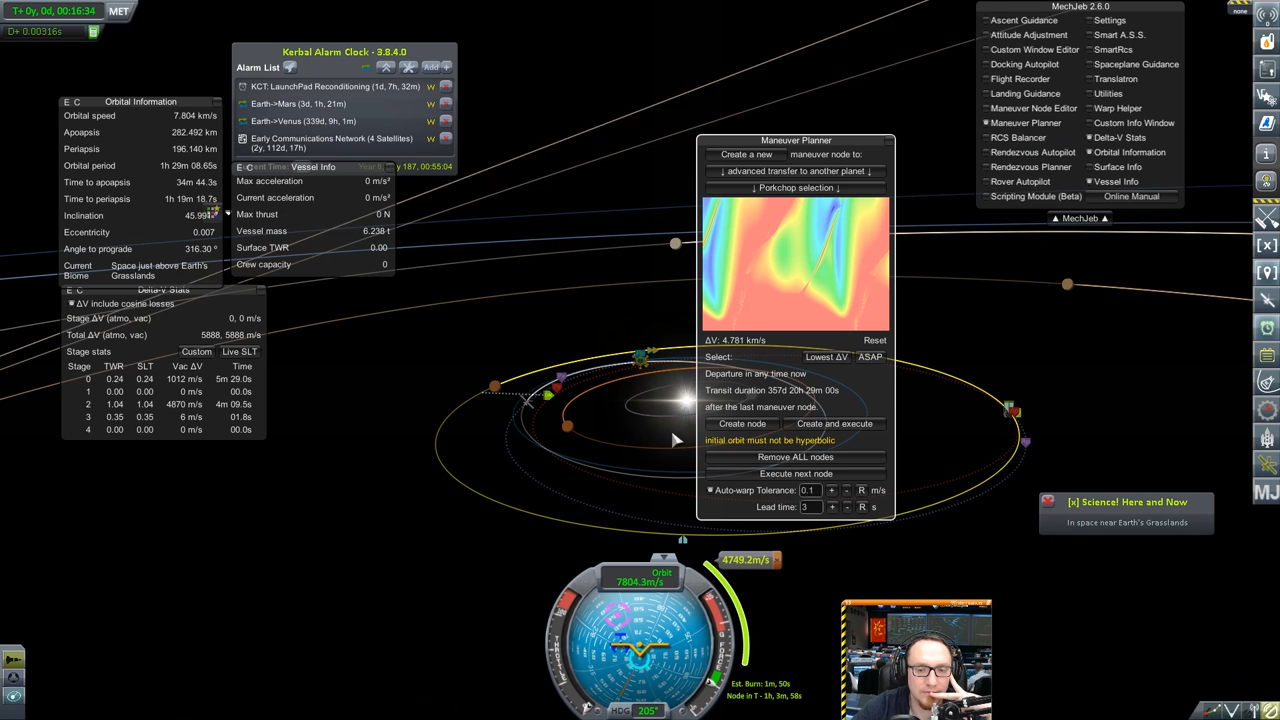 T+ 0y, 0d, 00:16:34 MET
D+ 0.00316s
Kerbal Alarm Clock - 3.8.4.0
Alarm List
Add +
KCT: LaunchPad Reconditioning (1d, 7h, 32m) W
Earth->Mars (3d, 1h, 21m) W
Earth->Venus (339d, 9h, 1m) W
Early Communications Network (4 Satellites) W
(2y, 112d, 17h)
187, 00:55:04
E C Orbital Information
Orbital speed 7.804 km/s
Apoapsis 282.492 km
Periapsis 196.140 km
Orbital period 1h 29m 08.65s
Time to apoapsis 34m 44.3s
Time to periapsis 1h 19m 18.7s
Inclination
Eccentricity 0.007
Angle to prograde 316.30 º
Current Space just above Earth's
Biome Grasslands
E C Vessel Info
Max acceleration 0 m/s²
Current acceleration 0 m/s²
Max thrust 0 N
Vessel mass 6.238 t
Surface TWR 0.00
Crew capacity 0
Delta-V Stats
ΔV include cosine losses
Stage ΔV (atmo, vac) 0, 0 m/s
Total ΔV (atmo, vac) 5888, 5888 m/s
Stage stats Custom Live SLT
Stage TWR SLT Vac ΔV Time
0 0.24 0.24 1012 m/s 5m 29.0s
1 0.00 0.00 0 m/s 00.0s
2 1.04 1.04 4870 m/s 4m 09.5s
3 0.35 0.35 6 m/s 01.8s
4 0.00 0.00 0 m/s 00.0s
Maneuver Planner
Create a new maneuver node to:
↓ advanced transfer to another planet ↓
↓ Porkchop selection ↓
ΔV: 4.781 km/s Reset
Select: Lowest ΔV ASAP
Departure in any time now
Transit duration 357d 20h 29m 00s
after the last maneuver node.
Create node Create and execute
initial orbit must not be hyperbolic
Remove ALL nodes
Execute next node
Auto-warp Tolerance: 0.1 + - R m/s
Lead time: 3 + - R s
MechJeb 2.6.0
Ascent Guidance Settings
Attitude Adjustment Smart A.S.S.
Custom Window Editor SmartRcs
Docking Autopilot Spaceplane Guidance
Flight Recorder Translatron
Landing Guidance Utilities
Maneuver Node Editor Warp Helper
Maneuver Planner Custom Info Window
RCS Balancer Delta-V Stats
Rendezvous Autopilot Orbital Information
Rendezvous Planner Surface Info
Rover Autopilot Vessel Info
Scripting Module (Beta) Online Manual
▲ MechJeb ▲
none
[x]
MJ
[x] Science! Here and Now
In space near Earth's Grasslands
Orbit
7804.3m/s
4749.2m/s
Est. Burn: 1m, 50s
Node in T - 1h, 3m, 58s
HDG 205°